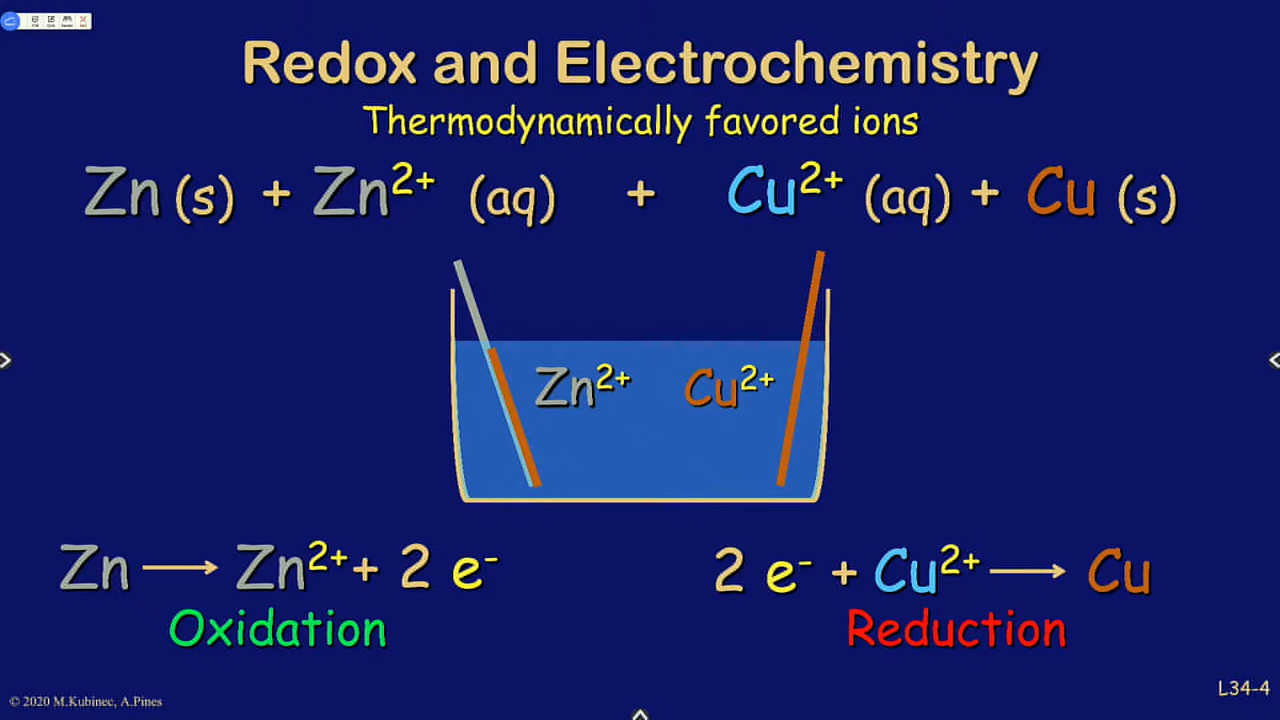 Redox and Electrochemistry
Thermodynamically favored ions
Zn (s) + Zn²⁺ (aq) + Cu²⁺ (aq) + Cu (s)
Zn²⁺ Cu²⁺
Zn ⟶ Zn²⁺ + 2 e⁻
2 e⁻ + Cu²⁺ ⟶ Cu
Oxidation
Reduction
L34-4
© 2020 M.Kubinec, A.Pines